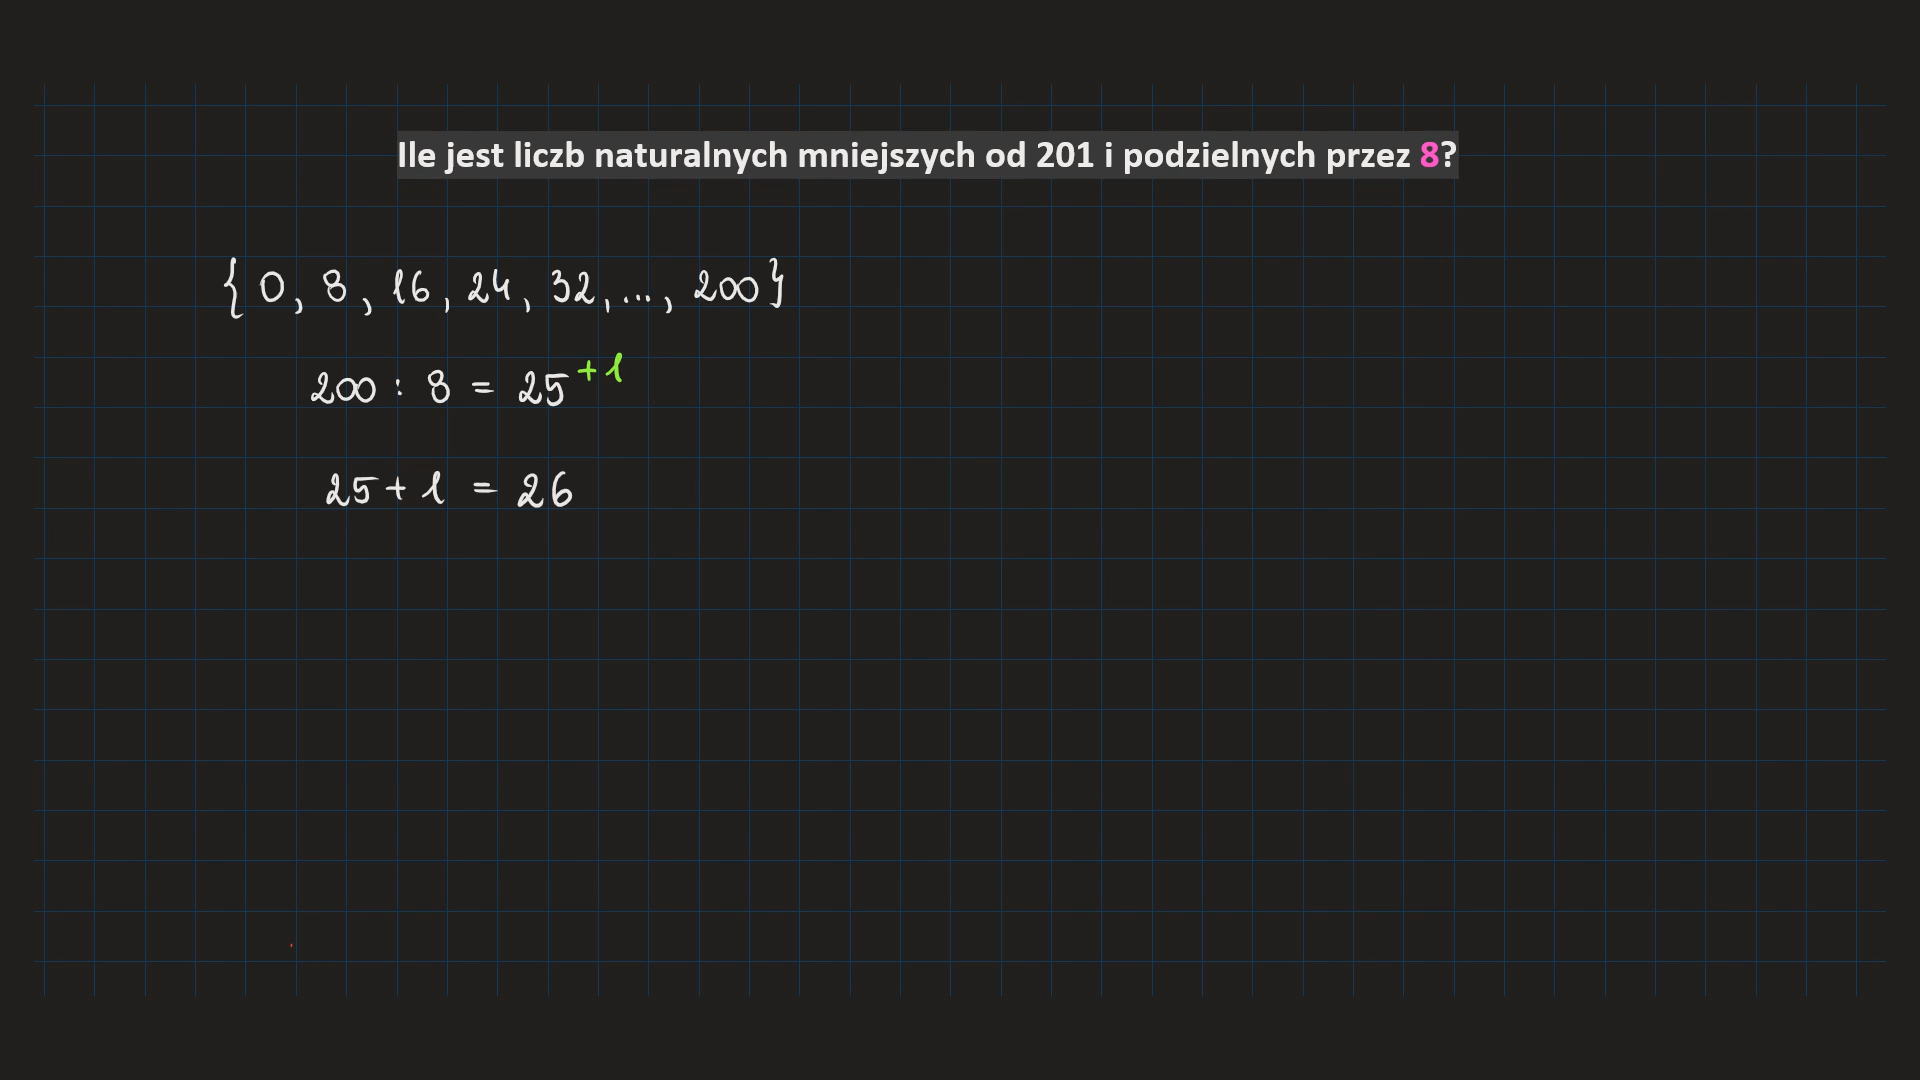 Ile jest liczb naturalnych mniejszych od 201 i podzielnych przez 8?
{ 0, 8, 16, 24, 32, ..., 200}
200 : 8 = 25 +1
25 + 1 = 26